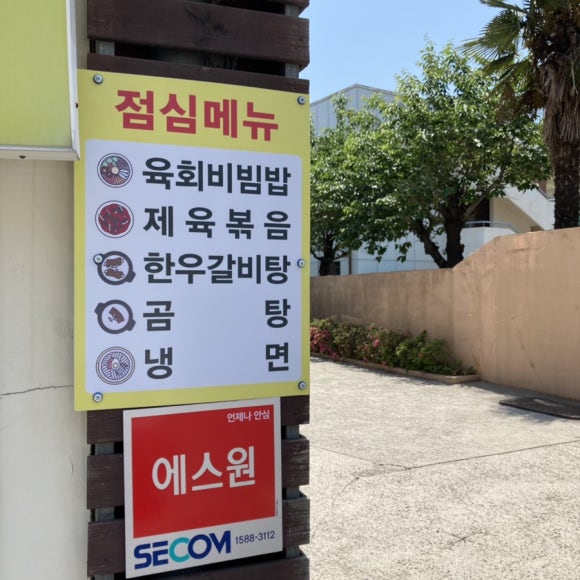 점심메뉴
육회비빔밥
제육볶음
한우갈비탕
곰탕
냉면
언제나 안심
에스원
SECOM 1588-3112